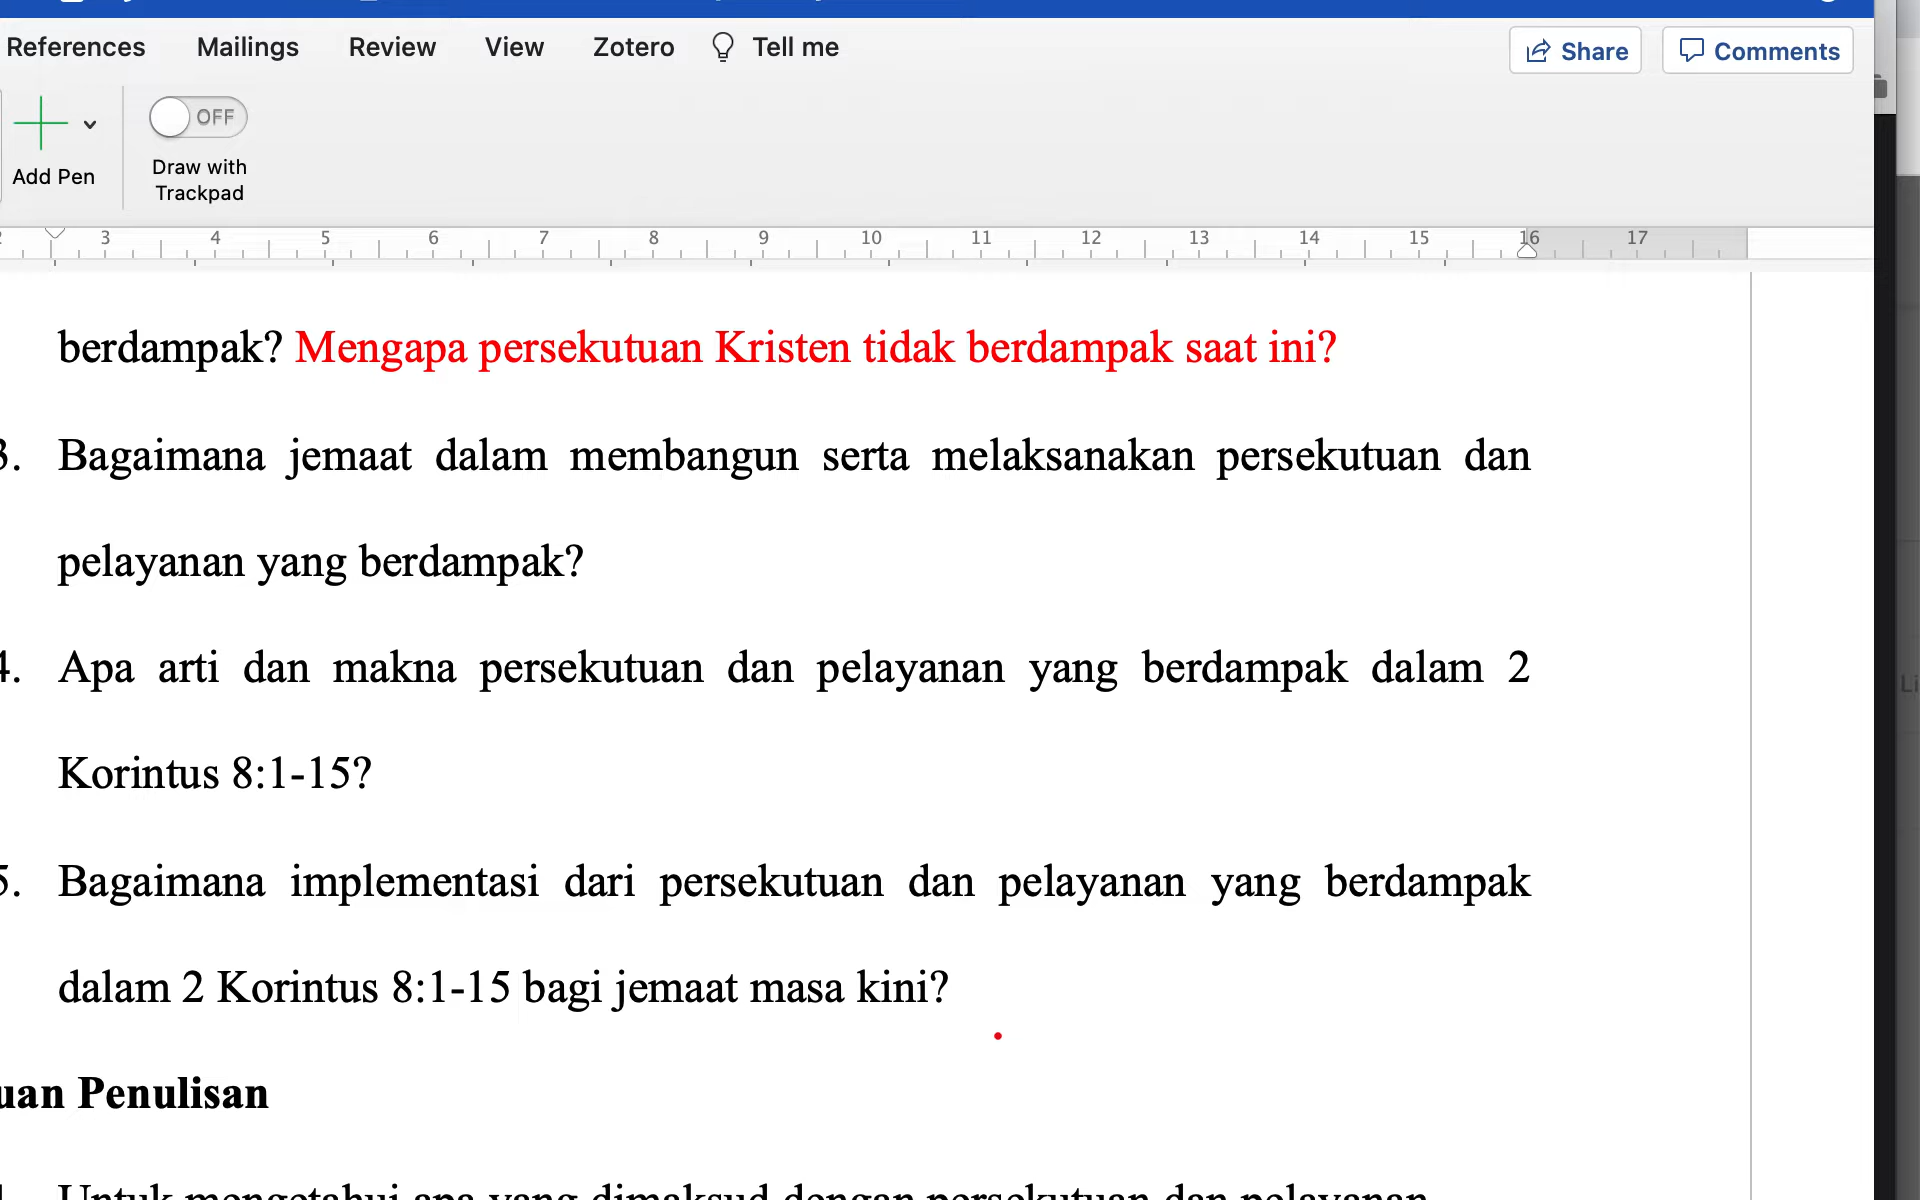 References Mailings Review View Zotero Tell me Share Comments
OFF
Add Pen Draw with
Trackpad
3 4 5 6 7 8 9 10 11 12 13 14 15 16 17
berdampak? Mengapa persekutuan Kristen tidak berdampak saat ini?
3. Bagaimana jemaat dalam membangun serta melaksanakan persekutuan dan
pelayanan yang berdampak?
4. Apa arti dan makna persekutuan dan pelayanan yang berdampak dalam 2
Korintus 8:1-15?
5. Bagaimana implementasi dari persekutuan dan pelayanan yang berdampak
dalam 2 Korintus 8:1-15 bagi jemaat masa kini?
uan Penulisan
Untuk mengetahui apa yang dimaksud dengan persekutuan dan pelayanan